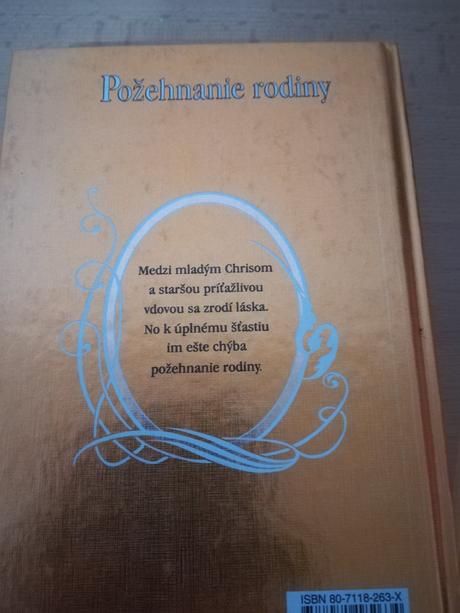 Požehnanie rodiny
Medzi mladým Chrisom
a staršou príťažlivou
vdovou sa zrodí láska.
No k úplnému šťastiu
im ešte chýba
požehnanie rodiny.
ISBN 80-7118-263-X